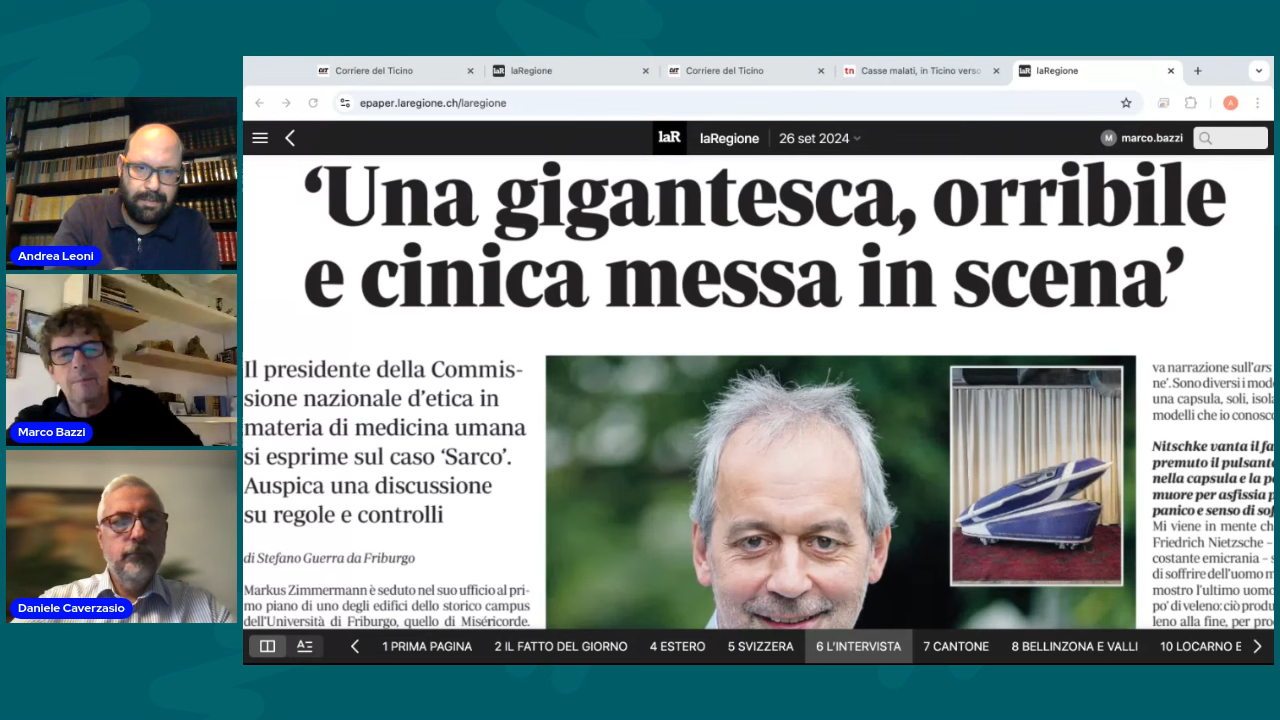 Andrea Leoni
Marco Bazzi
Daniele Caverzasio
CdT Corriere del Ticino
laR laRegione
CdT Corriere del Ticino
tn Casse malati, in Ticino verso
laR laRegione
epaper.laregione.ch/laregione
A
laR laRegione 26 set 2024
M marco.bazzi
‘Una gigantesca, orribile
e cinica messa in scena’
Il presidente della Commis-
sione nazionale d’etica in
materia di medicina umana
si esprime sul caso ‘Sarco’.
Auspica una discussione
su regole e controlli
di Stefano Guerra da Friburgo
Markus Zimmermann è seduto nel suo ufficio al pri-
mo piano di uno degli edifici dello storico campus
dell’Università di Friburgo, quello di Miséricorde.
va narrazione sull’ars
ne’. Sono diversi i mod
una capsula, soli, isola
modelli che io conosc
Nitschke vanta il fa
premuto il pulsant
nella capsula e la p
muore per asfissia p
panico e senso di sof
Mi viene in mente ch
Friedrich Nietzsche –
costante emicrania – s
di soffrire dell’uomo m
mostro l’ultimo uomo
po’ di veleno: ciò produ
leno alla fine, per pro
1 PRIMA PAGINA
2 IL FATTO DEL GIORNO
4 ESTERO
5 SVIZZERA
6 L’INTERVISTA
7 CANTONE
8 BELLINZONA E VALLI
10 LOCARNO E